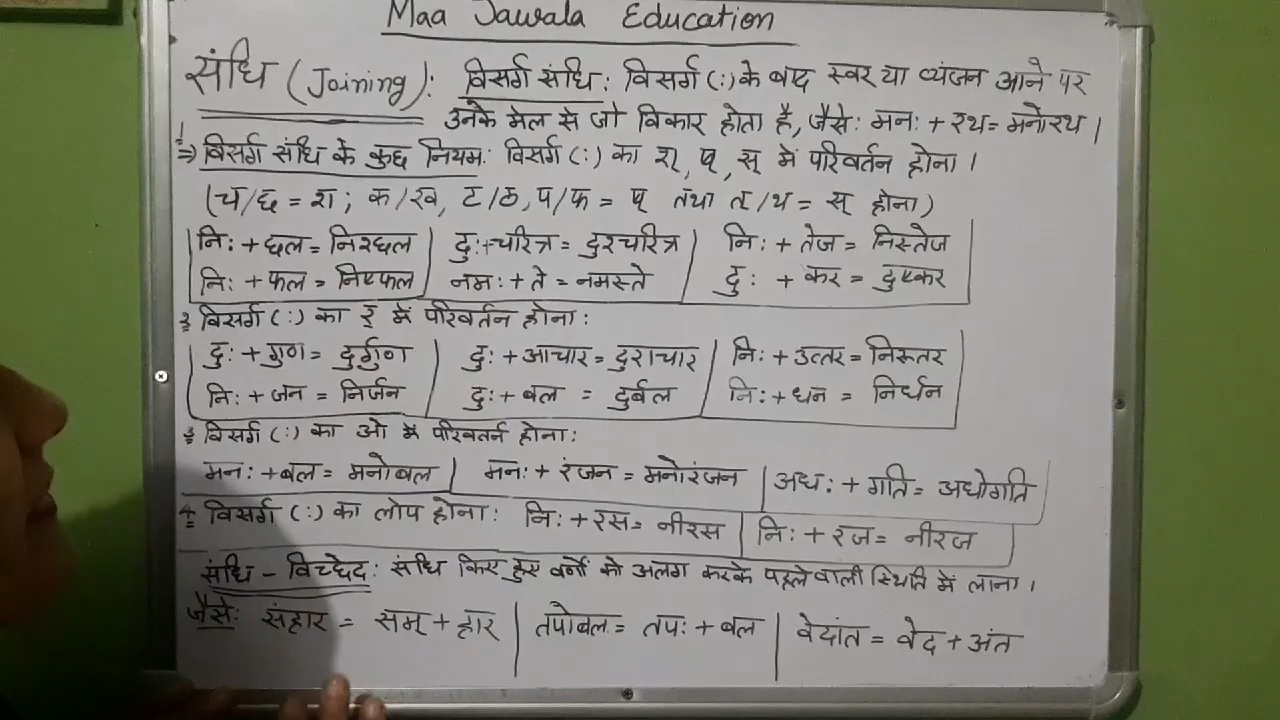 Maa Jawala Education
संधि (Joining): विसर्ग संधि: विसर्ग (:) के बाद स्वर या व्यंजन आने पर
उनके मेल से जो विकार होता है, जैसे: मन: + रथ = मनोरथ।
1 ⇒ विसर्ग संधि के कुछ नियम: विसर्ग (:) का श्, ष्, स् में परिवर्तन होना।
(च/छ = श; क/ख, ट/ठ, प/फ = ष् तथा त्/थ = स् होना)
नि: + छल = निश्छल | दु: + चरित्र = दुश्चरित्र | नि: + तेज = निस्तेज
नि: + फल = निष्फल | नम: + ते = नमस्ते | दु: + कर = दुष्कर
2 विसर्ग (:) का र् में परिवर्तन होना:
दु: + गुण = दुर्गुण | दु: + आचार = दुराचार | नि: + उत्तर = निरुत्तर
नि: + जन = निर्जन | दु: + बल = दुर्बल | नि: + धन = निर्धन
3 विसर्ग (:) का ओ में परिवतर्न होना:
मन: + बल = मनोबल | मन: + रंजन = मनोरंजन | अध: + गति = अधोगति
4 विसर्ग (:) का लोप होना: नि: + रस = नीरस | नि: + रज = नीरज
संधि - विच्छेद: संधि किए हुए वर्णों को अलग करके पहले वाली स्थिति में लाना।
जैसे: संहार = सम् + हार | तपोबल = तप: + बल | वेदांत = वेद + अंत